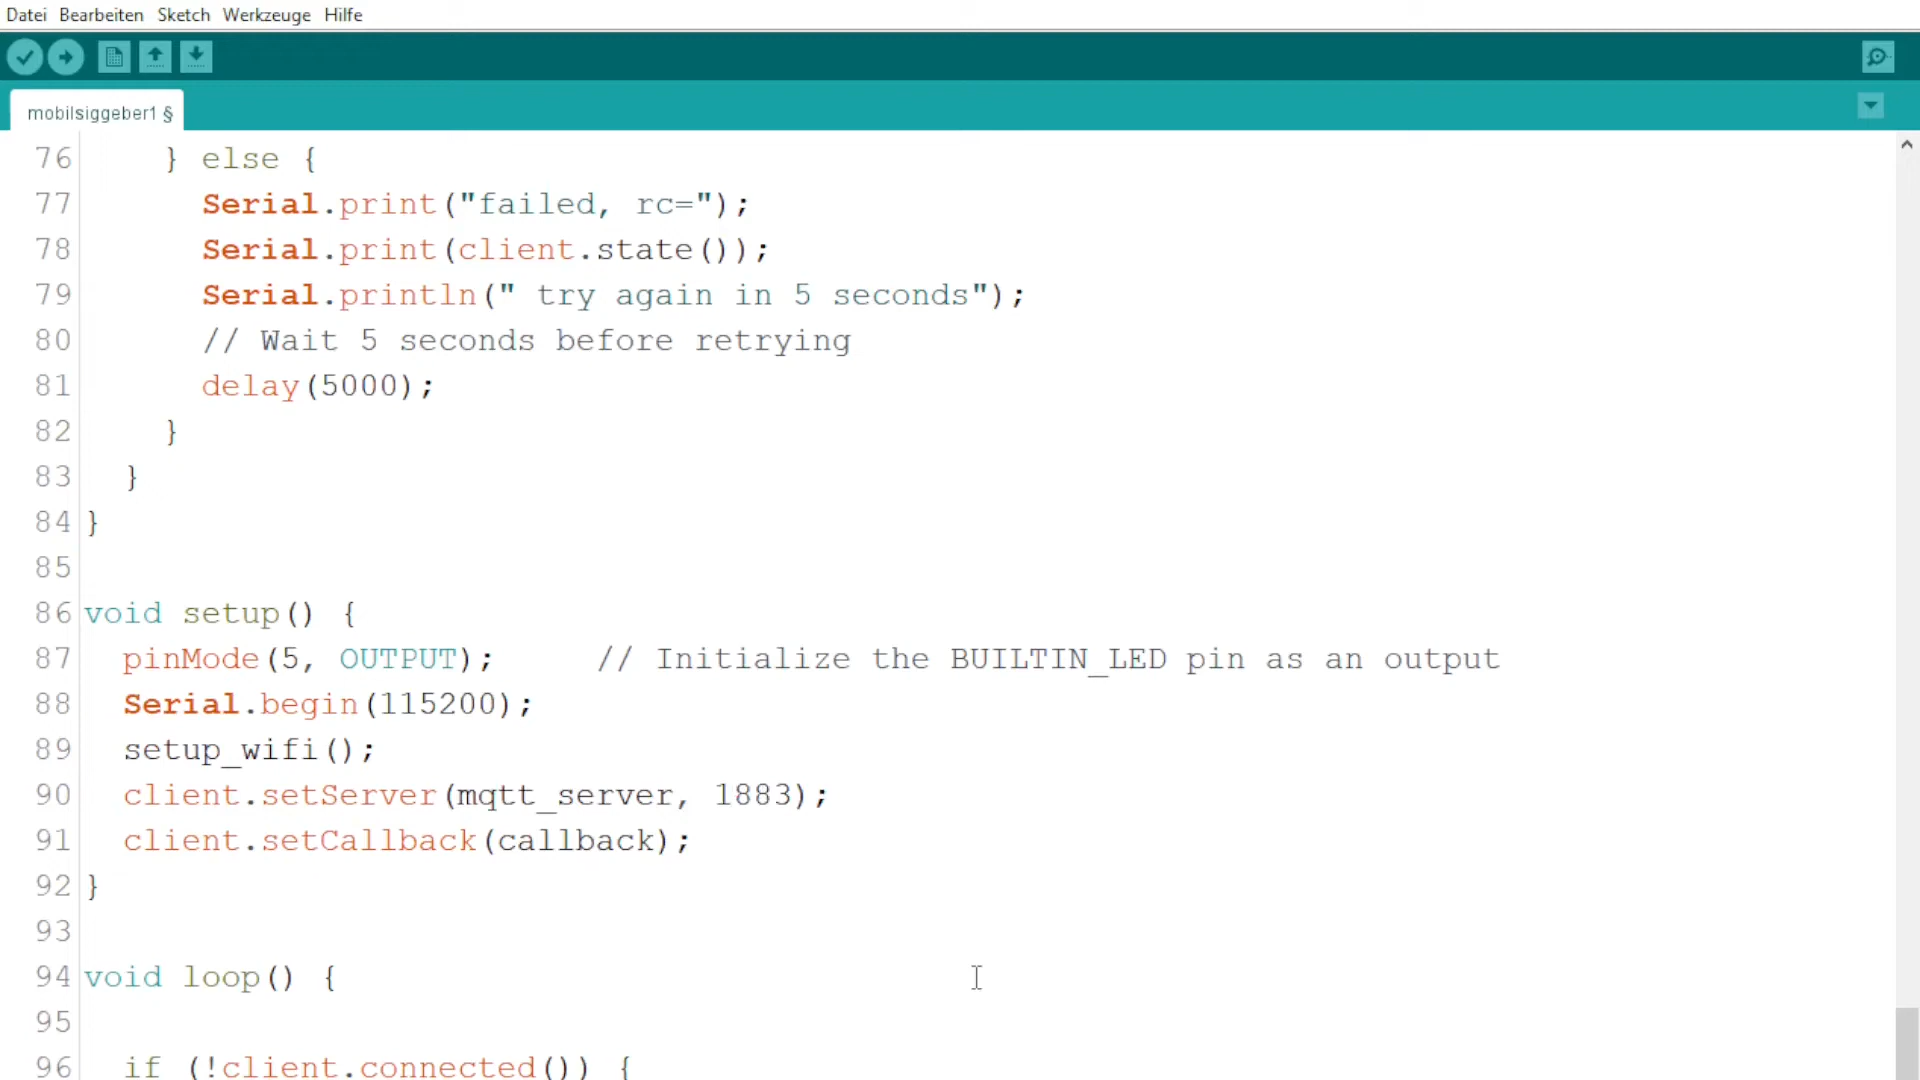 Datei Bearbeiten Sketch Werkzeuge Hilfe
mobilsiggeber1 §
76 } else {
77 Serial.print("failed, rc=");
78 Serial.print(client.state());
79 Serial.println(" try again in 5 seconds");
80 // Wait 5 seconds before retrying
81 delay(5000);
82 }
83 }
84 }
85
86 void setup() {
87 pinMode(5, OUTPUT); // Initialize the BUILTIN_LED pin as an output
88 Serial.begin(115200);
89 setup_wifi();
90 client.setServer(mqtt_server, 1883);
91 client.setCallback(callback);
92 }
93
94 void loop() {
95
96 if (!client.connected()) {